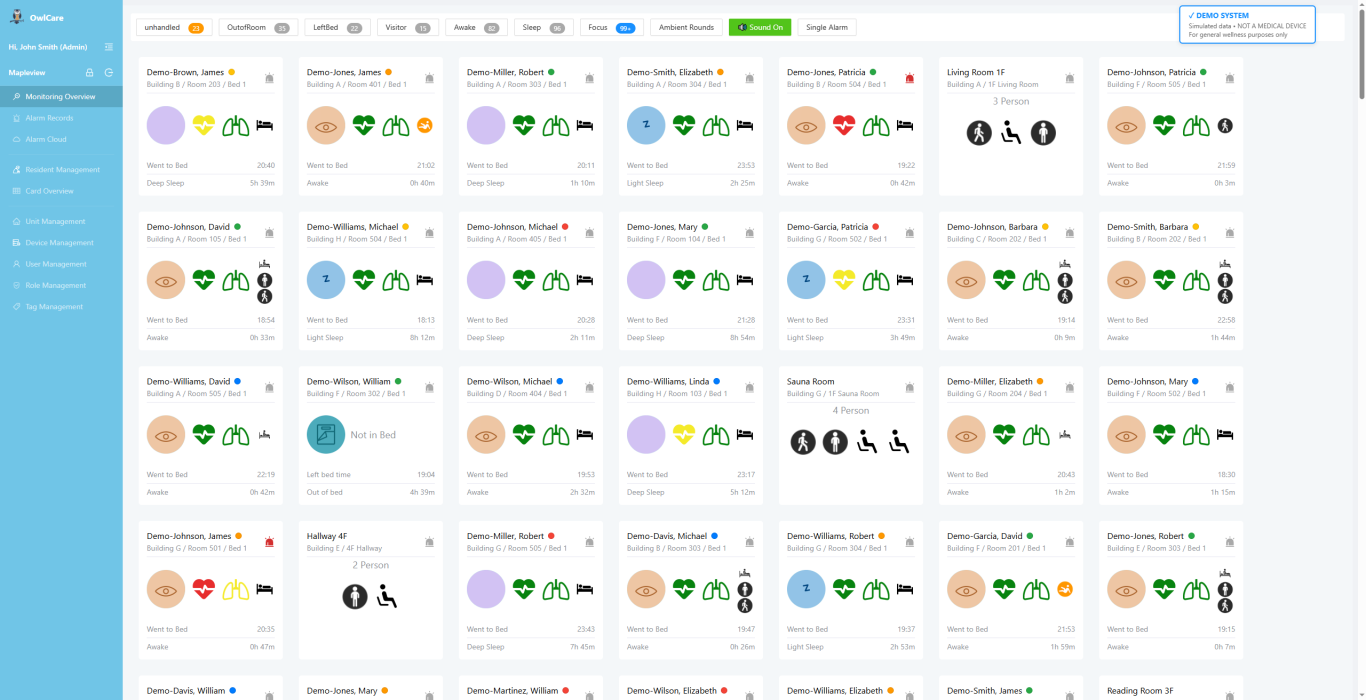 OwlCare
Hi, John Smith (Admin)
Mapleview
Monitoring Overview
Alarm Records
Alarm Cloud
Resident Management
Card Overview
Unit Management
Device Management
User Management
Role Management
Tag Management
unhandled 23
OutofRoom 35
LeftBed 22
Visitor 15
Awake 82
Sleep 96
Focus 99+
Ambient Rounds
Sound On
Single Alarm
✓ DEMO SYSTEM
Simulated data • NOT A MEDICAL DEVICE
For general wellness purposes only
Demo-Brown, James
Building B / Room 203 / Bed 1
Went to Bed 20:40
Deep Sleep 5h 39m
Demo-Jones, James
Building A / Room 401 / Bed 1
Went to Bed 21:02
Awake 0h 40m
Demo-Miller, Robert
Building A / Room 303 / Bed 1
Went to Bed 20:11
Deep Sleep 1h 10m
Demo-Smith, Elizabeth
Building A / Room 304 / Bed 1
z
Went to Bed 23:53
Light Sleep 2h 25m
Demo-Jones, Patricia
Building B / Room 504 / Bed 1
Went to Bed 19:22
Awake 0h 42m
Living Room 1F
Building A / 1F Living Room
3 Person
Demo-Johnson, Patricia
Building F / Room 505 / Bed 1
Went to Bed 21:59
Awake 0h 3m
Demo-Johnson, David
Building A / Room 105 / Bed 1
Went to Bed 18:54
Awake 0h 33m
Demo-Williams, Michael
Building H / Room 504 / Bed 1
z
Went to Bed 18:13
Light Sleep 8h 12m
Demo-Johnson, Michael
Building A / Room 405 / Bed 1
Went to Bed 20:28
Deep Sleep 2h 11m
Demo-Jones, Mary
Building F / Room 104 / Bed 1
Went to Bed 21:28
Deep Sleep 8h 54m
Demo-Garcia, Patricia
Building G / Room 502 / Bed 1
z
Went to Bed 23:31
Light Sleep 3h 49m
Demo-Johnson, Barbara
Building C / Room 202 / Bed 1
Went to Bed 19:14
Awake 0h 9m
Demo-Smith, Barbara
Building B / Room 202 / Bed 1
Went to Bed 22:58
Awake 1h 44m
Demo-Williams, David
Building A / Room 505 / Bed 1
Went to Bed 22:19
Awake 0h 42m
Demo-Wilson, William
Building F / Room 302 / Bed 1
Not in Bed
Left bed time 19:04
Out of bed 4h 39m
Demo-Wilson, Michael
Building D / Room 404 / Bed 1
Went to Bed 19:53
Awake 2h 32m
Demo-Williams, Linda
Building H / Room 103 / Bed 1
Went to Bed 23:17
Deep Sleep 5h 12m
Sauna Room
Building G / 1F Sauna Room
4 Person
Demo-Miller, Elizabeth
Building G / Room 204 / Bed 1
Went to Bed 20:43
Awake 1h 2m
Demo-Johnson, Mary
Building F / Room 502 / Bed 1
Went to Bed 18:30
Awake 1h 15m
Demo-Johnson, James
Building G / Room 501 / Bed 1
Went to Bed 20:35
Awake 0h 47m
Hallway 4F
Building E / 4F Hallway
2 Person
Demo-Miller, Robert
Building G / Room 505 / Bed 1
Went to Bed 23:43
Deep Sleep 7h 45m
Demo-Davis, Michael
Building B / Room 303 / Bed 1
Went to Bed 19:47
Awake 0h 26m
Demo-Williams, Robert
Building G / Room 304 / Bed 1
z
Went to Bed 19:37
Light Sleep 2h 53m
Demo-Garcia, David
Building F / Room 201 / Bed 1
Went to Bed 21:53
Awake 1h 59m
Demo-Jones, Robert
Building E / Room 303 / Bed 1
Went to Bed 19:15
Awake 0h 7m
Demo-Davis, William
Demo-Jones, Mary
Demo-Martinez, William
Demo-Wilson, Elizabeth
Demo-Williams, Elizabeth
Demo-Smith, James
Reading Room 3F